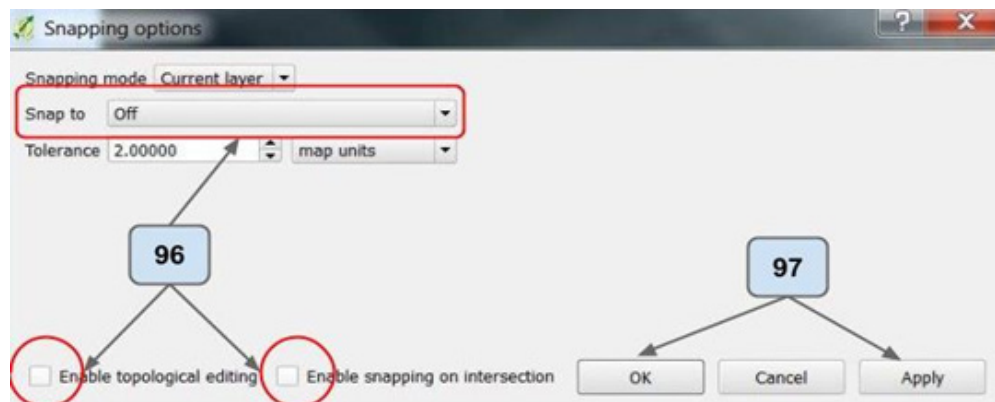 Snapping options
?
X
Snapping mode Current layer
Snap to Off
Tolerance 2.00000 map units
96
97
Enable topological editing Enable snapping on intersection OK Cancel Apply